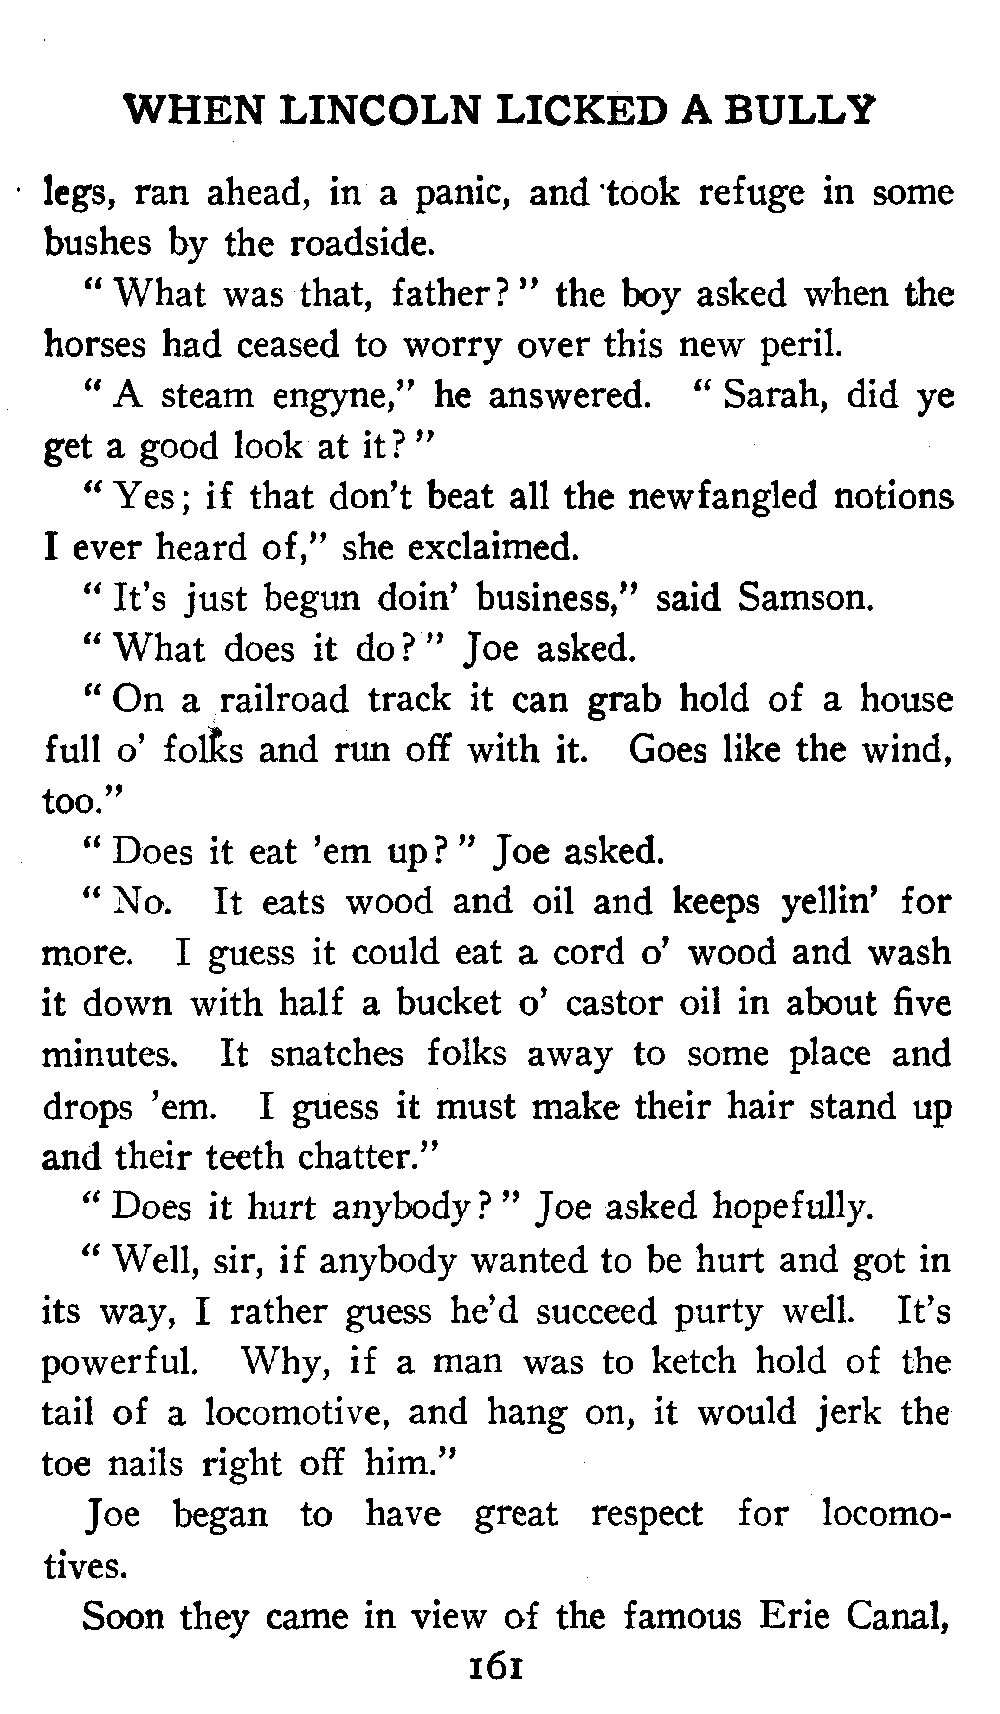 WHEN LINCOLN LICKED A BULLY
legs, ran ahead, in a panic, and took refuge in some
bushes by the roadside.
“What was that, father?” the boy asked when the
horses had ceased to worry over this new peril.
“A steam engyne,” he answered. “Sarah, did ye
get a good look at it?”
“Yes; if that don’t beat all the newfangled notions
I ever heard of,” she exclaimed.
“It’s just begun doin’ business,” said Samson.
“What does it do?” Joe asked.
“On a railroad track it can grab hold of a house
full o’ folks and run off with it. Goes like the wind,
too.”
“Does it eat ’em up?” Joe asked.
“No. It eats wood and oil and keeps yellin’ for
more. I guess it could eat a cord o’ wood and wash
it down with half a bucket o’ castor oil in about five
minutes. It snatches folks away to some place and
drops ’em. I guess it must make their hair stand up
and their teeth chatter.”
“Does it hurt anybody?” Joe asked hopefully.
“Well, sir, if anybody wanted to be hurt and got in
its way, I rather guess he’d succeed purty well. It’s
powerful. Why, if a man was to ketch hold of the
tail of a locomotive, and hang on, it would jerk the
toe nails right off him.”
Joe began to have great respect for locomo-
tives.
Soon they came in view of the famous Erie Canal,
161